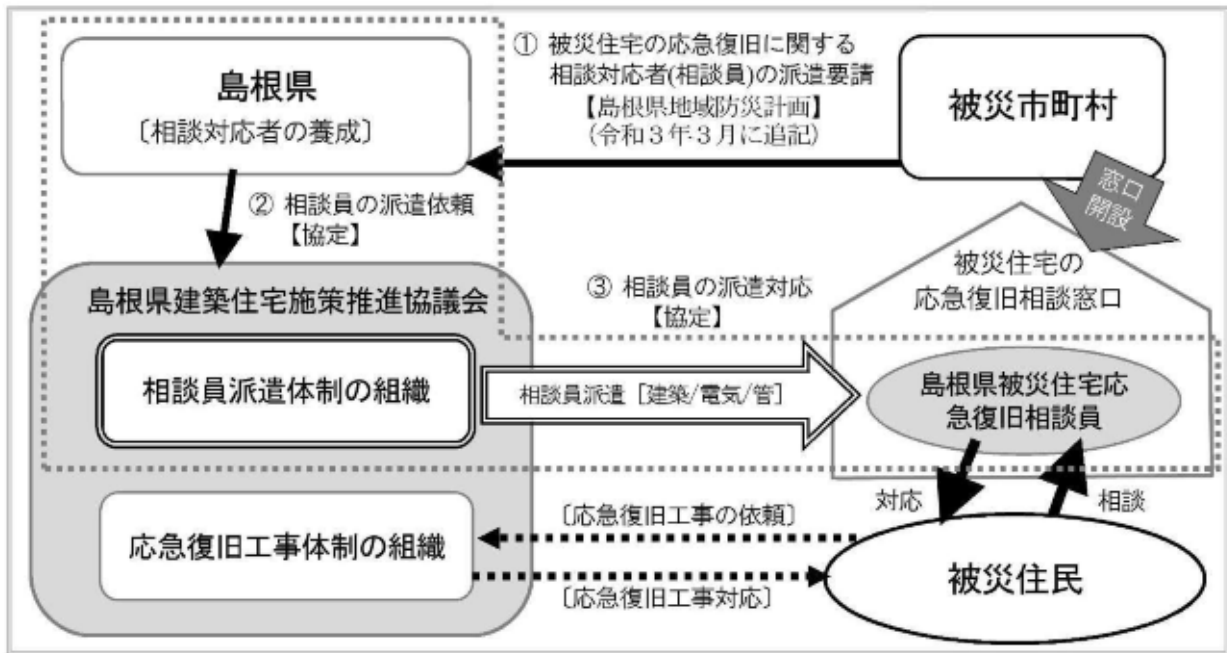 島根県
〔相談対応者の養成〕
① 被災住宅の応急復旧に関する
相談対応者(相談員)の派遣要請
【島根県地域防災計画】
(令和3年3月に追記)
被災市町村
窓口
開設
② 相談員の派遣依頼
【協定】
島根県建築住宅施策推進協議会
相談員派遣体制の組織
③ 相談員の派遣対応
【協定】
相談員派遣［建築/電気/管］
被災住宅の
応急復旧相談窓口
島根県被災住宅応
急復旧相談員
対応
相談
応急復旧工事体制の組織
〔応急復旧工事の依頼〕
〔応急復旧工事対応〕
被災住民